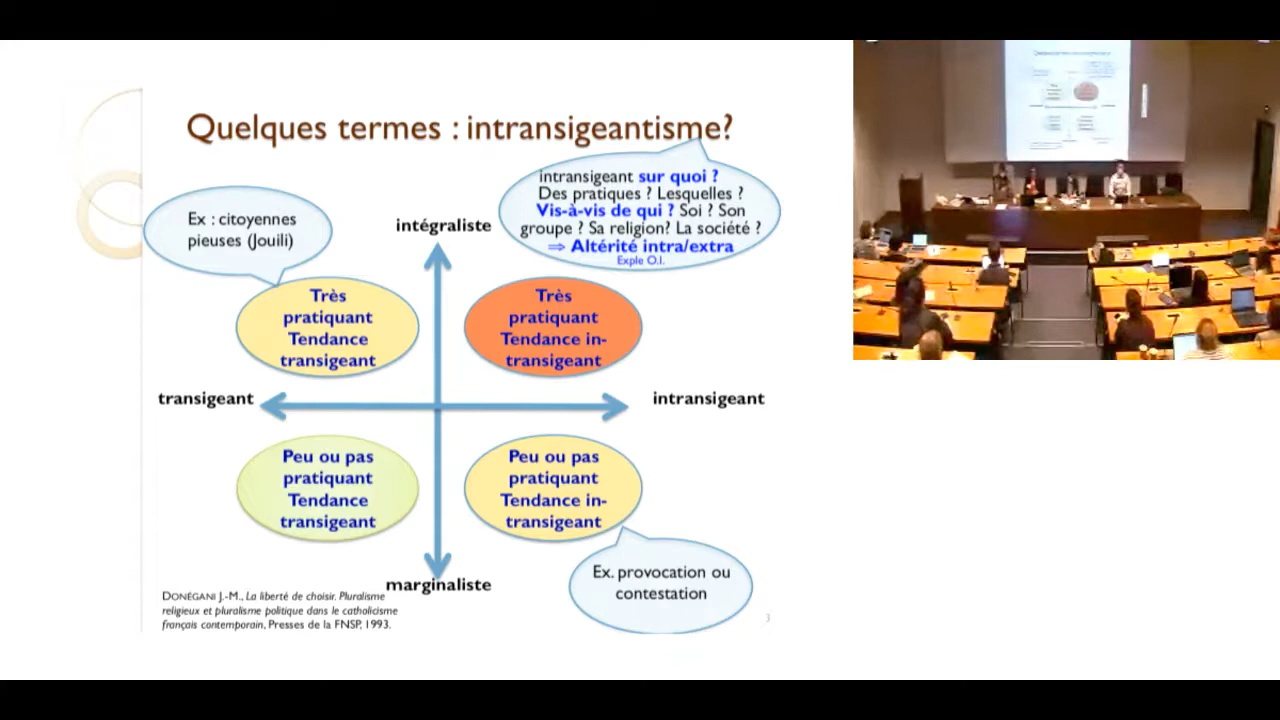 Quelques termes : intransigeantisme?
intransigeant sur quoi ?
Des pratiques ? Lesquelles ?
Vis-à-vis de qui ? Soi ? Son
groupe ? Sa religion? La société ?
⇒ Altérité intra/extra
Exple O.I.
Ex : citoyennes
pieuses (Jouili)
intégraliste
Très
pratiquant
Tendance
transigeant
Très
pratiquant
Tendance in-
transigeant
transigeant
intransigeant
Peu ou pas
pratiquant
Tendance
transigeant
Peu ou pas
pratiquant
Tendance in-
transigeant
Ex. provocation ou
contestation
marginaliste
DONÉGANI J.-M., La liberté de choisir. Pluralisme
religieux et pluralisme politique dans le catholicisme
français contemporain, Presses de la FNSP, 1993.
3